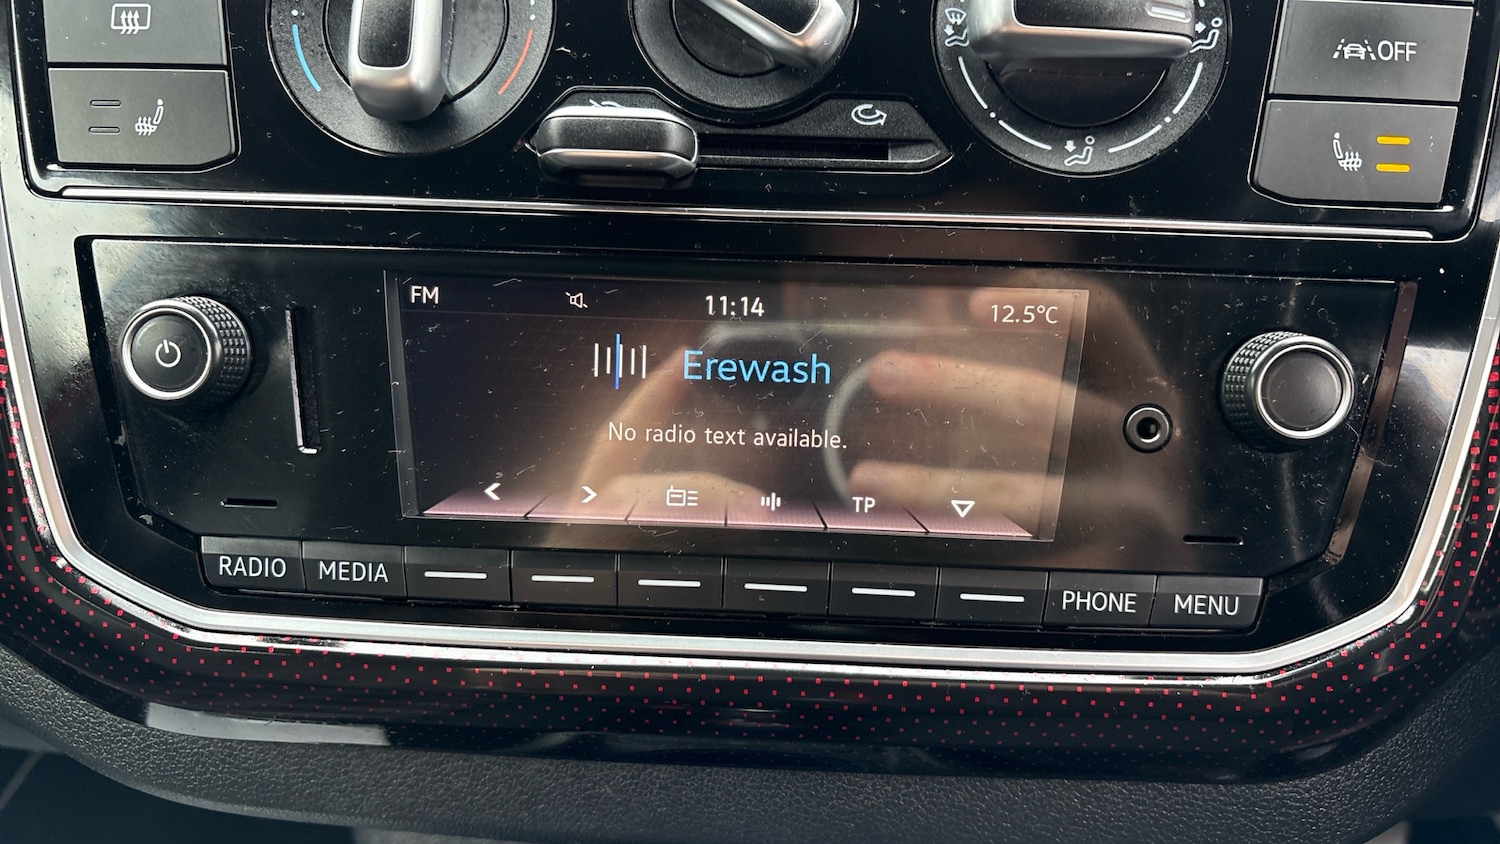 OFF
FM 11:14 12.5°C
Erewash
No radio text available.
< > TP
RADIO MEDIA PHONE MENU